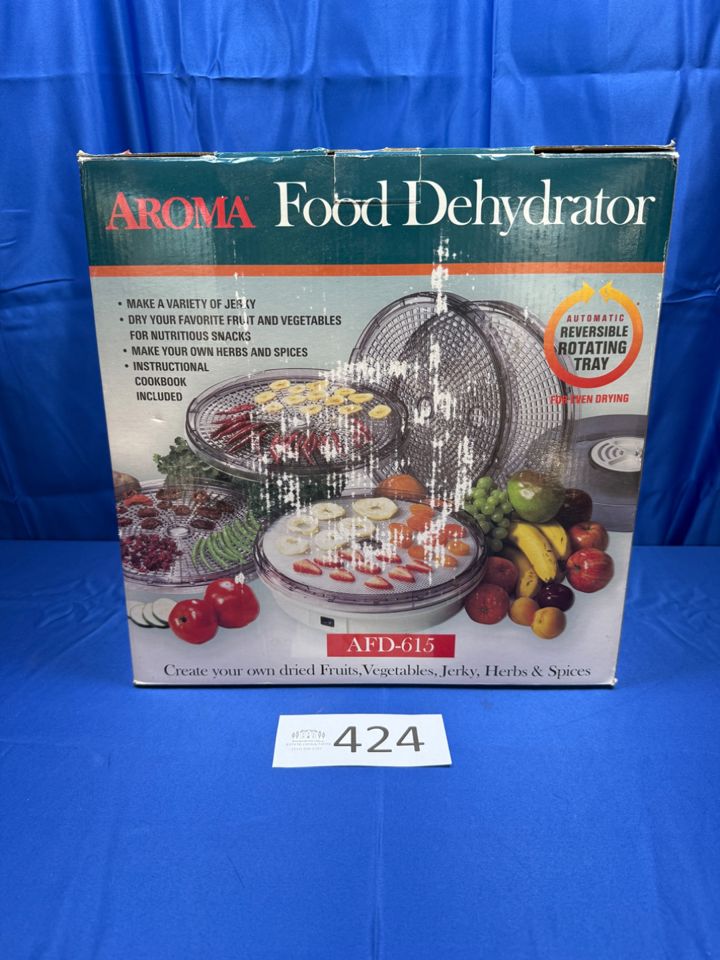 AROMA® Food Dehydrator
• MAKE A VARIETY OF JERKY
• DRY YOUR FAVORITE FRUIT AND VEGETABLES
FOR NUTRITIOUS SNACKS
• MAKE YOUR OWN HERBS AND SPICES
• INSTRUCTIONAL
COOKBOOK
INCLUDED
AUTOMATIC
REVERSIBLE
ROTATING
TRAY
FOR EVEN DRYING
AFD-615
Create your own dried Fruits, Vegetables, Jerky, Herbs & Spices
424